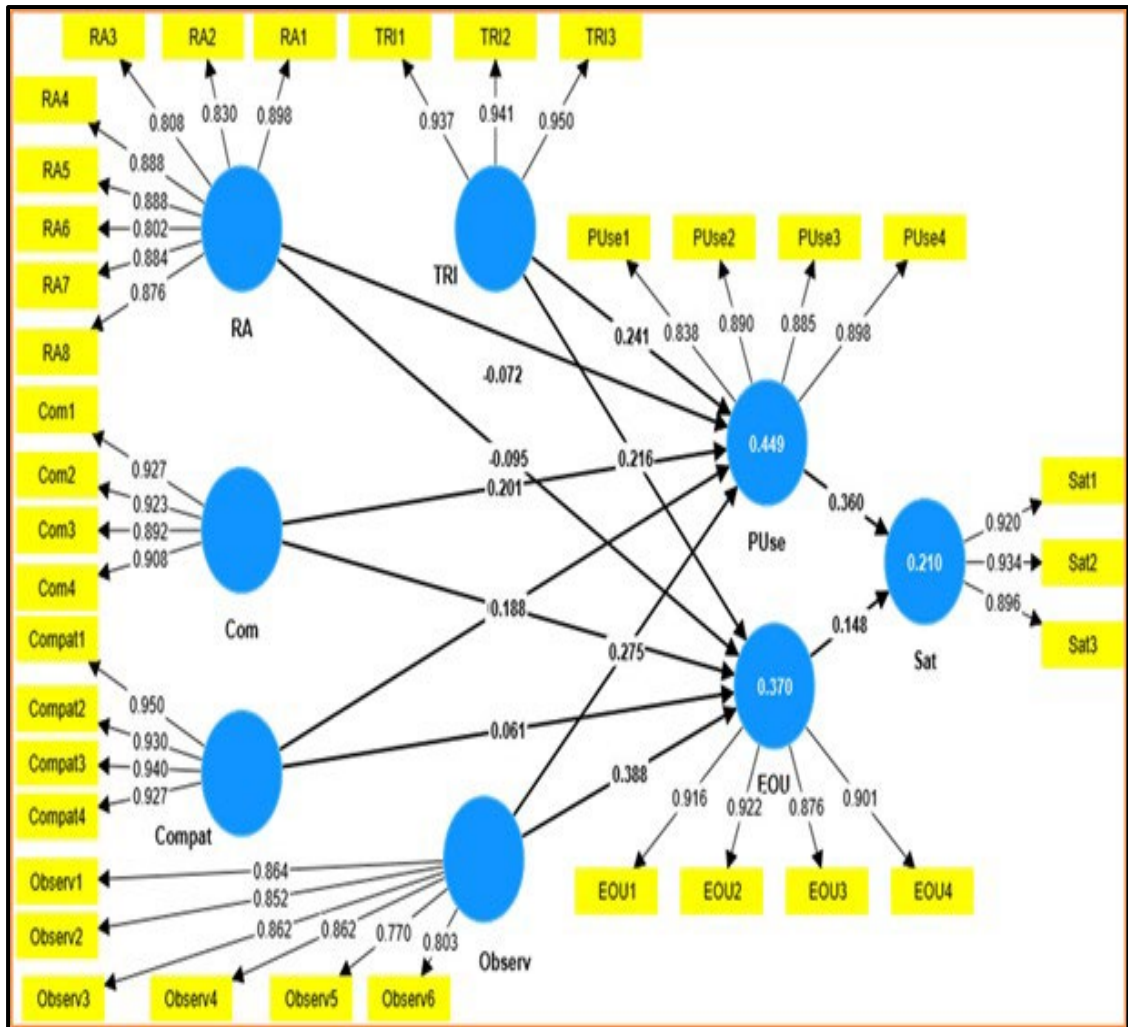 RA3 RA2 RA1 TRI1 TRI2 TRI3
RA4
0.808 0.830 0.898 0.937 0.941 0.950
RA5
0.888
0.888
RA6
0.802
RA7
0.884
0.876
RA8
RA
TRI
PUse1 PUse2 PUse3 PUse4
0.838 0.890 0.885 0.898
0.241
-0.072
Com1
0.927
Com2
0.923
Com3
0.892
Com4
0.908
Com
-0.095
0.216
0.201
0.449
PUse
0.360
Sat1
0.920
0.210
0.934
Sat2
0.896
Sat3
Sat
0.148
0.188
0.275
0.370
EOU
Compat1
0.950
Compat2
0.930
Compat3
0.940
Compat4
0.927
Compat
0.061
0.388
0.916 0.922 0.876 0.901
EOU1 EOU2 EOU3 EOU4
Observ1
0.864
0.852
Observ2
0.862 0.862 0.770 0.803
Observ
Observ3 Observ4 Observ5 Observ6